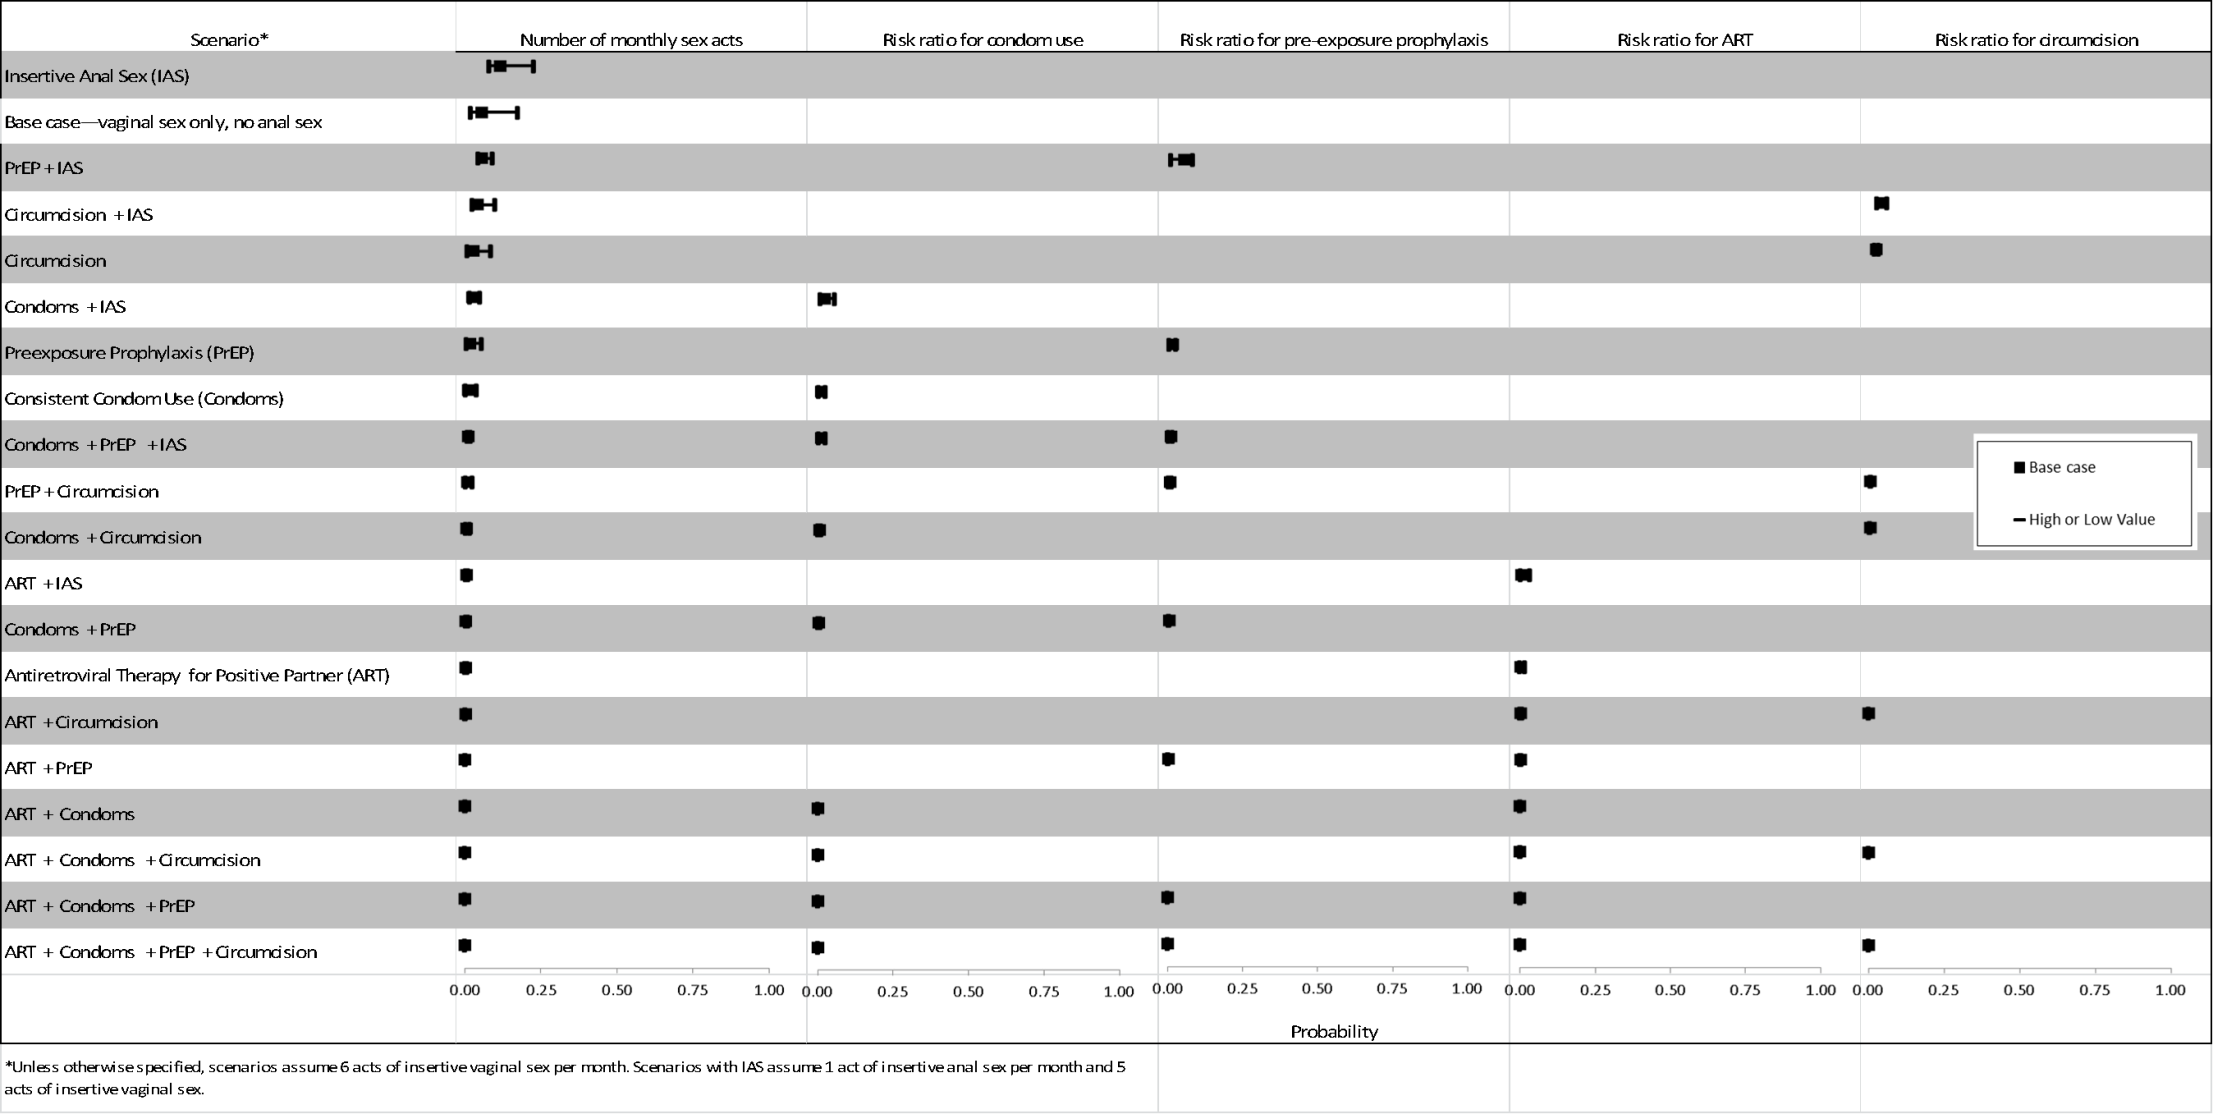 Scenario* Number of monthly sex acts Risk ratio for condom use Risk ratio for pre-exposure prophylaxis Risk ratio for ART Risk ratio for circumcision
Insertive Anal Sex (IAS)
Base case—vaginal sex only, no anal sex
PrEP + IAS
Circumcision + IAS
Circumcision
Condoms + IAS
Preexposure Prophylaxis (PrEP)
Consistent Condom Use (Condoms)
Condoms + PrEP + IAS
PrEP + Circumcision
Condoms + Circumcision
ART + IAS
Condoms + PrEP
Antiretroviral Therapy for Positive Partner (ART)
ART + Circumcision
ART + PrEP
ART + Condoms
ART + Condoms + Circumcision
ART + Condoms + PrEP
ART + Condoms + PrEP + Circumcision
Base case
High or Low Value
0.00 0.25 0.50 0.75 1.00 0.00 0.25 0.50 0.75 1.00 0.00 0.25 0.50 0.75 1.00 0.00 0.25 0.50 0.75 1.00 0.00 0.25 0.50 0.75 1.00
Probability
*Unless otherwise specified, scenarios assume 6 acts of insertive vaginal sex per month. Scenarios with IAS assume 1 act of insertive anal sex per month and 5
acts of insertive vaginal sex.